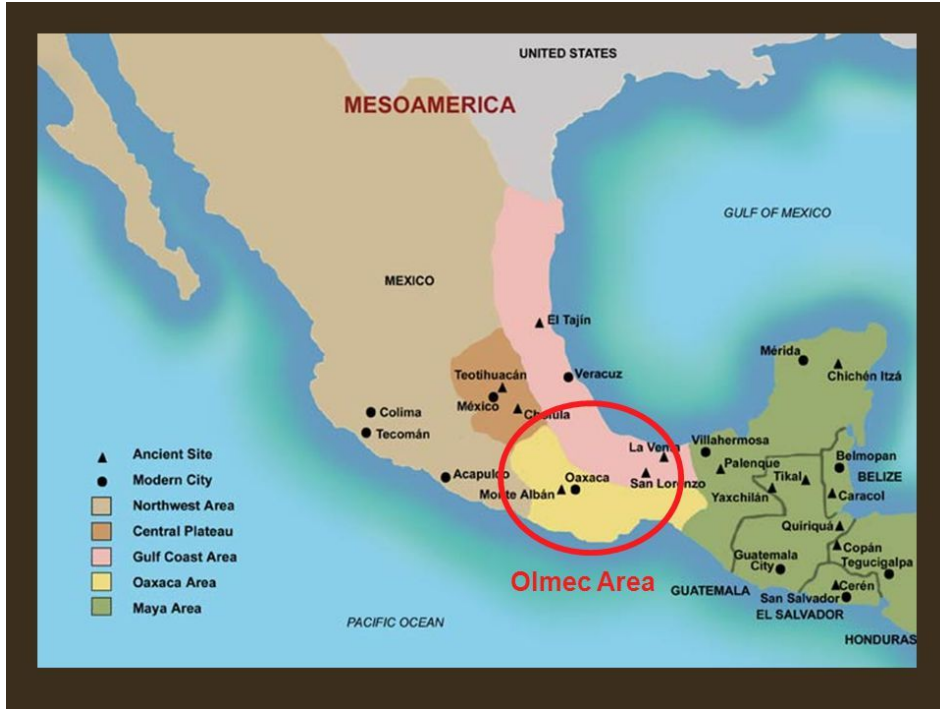 UNITED STATES
MESOAMERICA
GULF OF MEXICO
MEXICO
El Tajín
Mérida
Chichén Itzá
Teotihuacán
Veracuz
México
Cholula
Colima
Tecomán
La Venta
Villahermosa
Palenque
Tikal
Belmopan
BELIZE
Acapulco
Oaxaca
Monte Albán
San Lorenzo
Yaxchilán
Caracol
Quiriquá
Copán
Guatemala
City
Tegucigalpa
Cerén
Olmec Area
GUATEMALA
San Salvador
EL SALVADOR
HONDURAS
PACIFIC OCEAN
Ancient Site
Modern City
Northwest Area
Central Plateau
Gulf Coast Area
Oaxaca Area
Maya Area